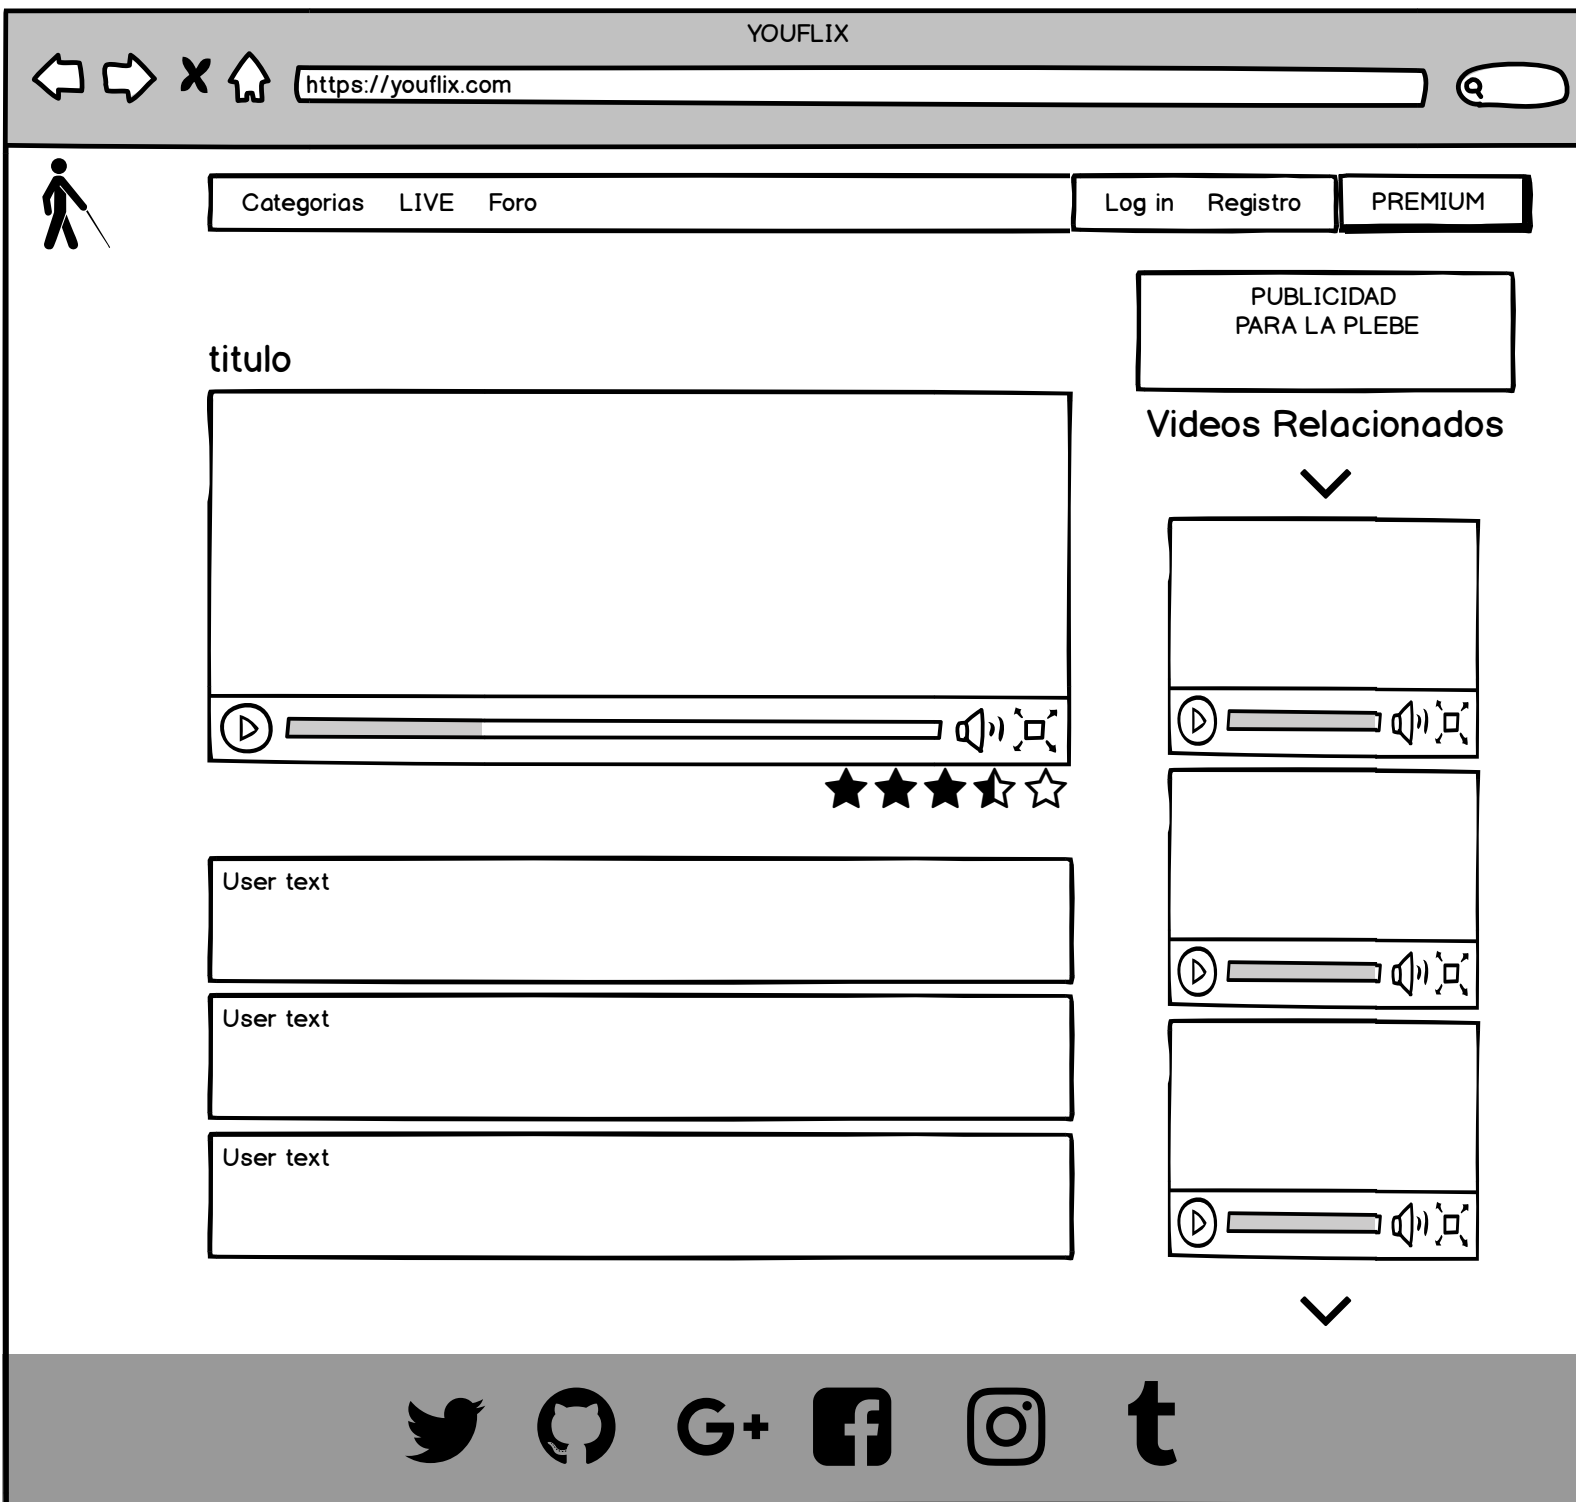 YOUFLIX
https://youflix.com
Categorias LIVE Foro
Log in Registro
PREMIUM
PUBLICIDAD
PARA LA PLEBE
titulo
Videos Relacionados
User text
User text
User text